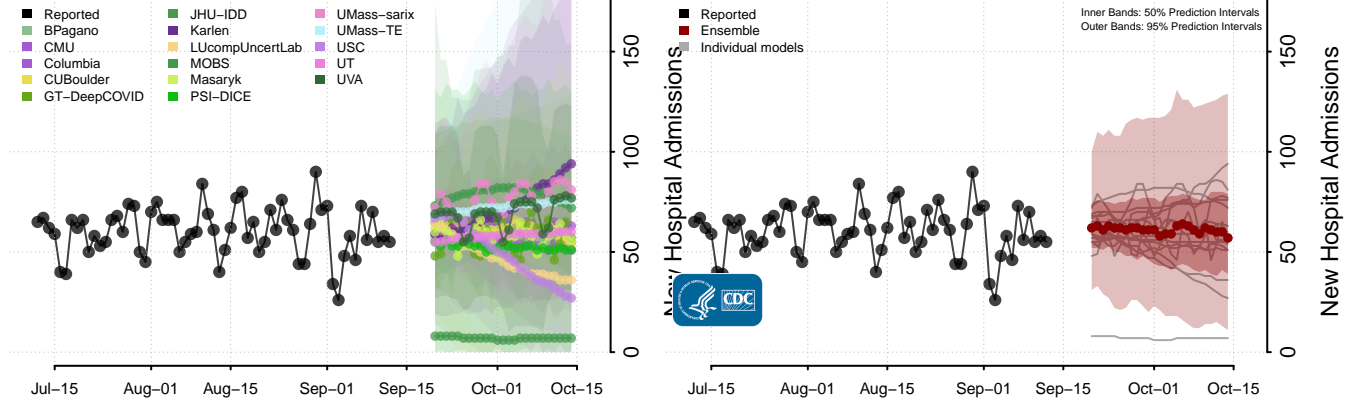 Reported
BPagano
CMU
Columbia
CUBoulder
GT−DeepCOVID
JHU−IDD
Karlen
LUcompUncertLab
MOBS
Masaryk
PSI−DICE
UMass−sarix
UMass−TE
USC
UT
UVA
0
50
100
150
New Hospital Admissions
Jul−15
Aug−01
Aug−15
Sep−01
Sep−15
Oct−01
Oct−15
Reported
Ensemble
Individual models
Inner Bands: 50% Prediction Intervals
Outer Bands: 95% Prediction Intervals
CDC
0
50
100
150
New Hospital Admissions
Jul−15
Aug−01
Aug−15
Sep−01
Sep−15
Oct−01
Oct−15